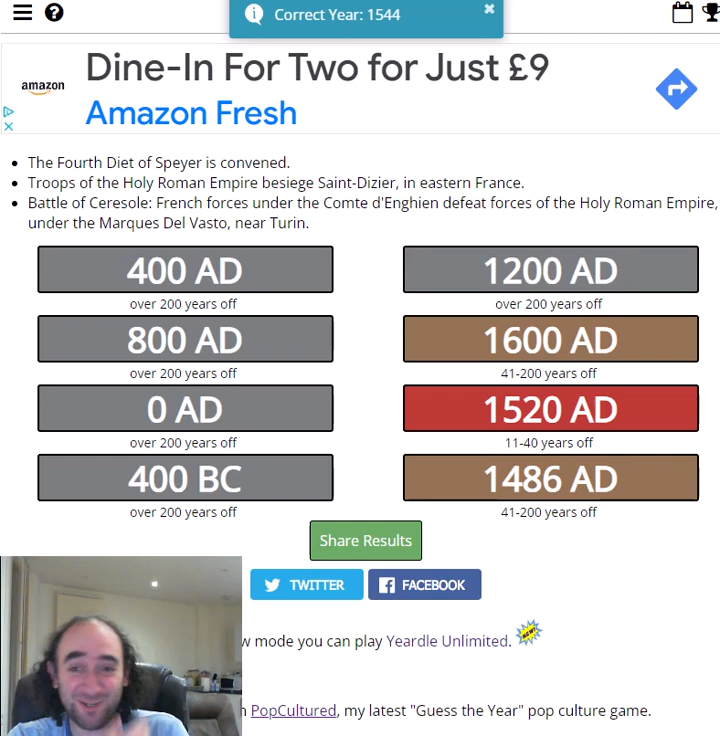 Correct Year: 1544
amazon
Dine-In For Two for Just £9
Amazon Fresh
The Fourth Diet of Speyer is convened.
Troops of the Holy Roman Empire besiege Saint-Dizier, in eastern France.
Battle of Ceresole: French forces under the Comte d'Enghien defeat forces of the Holy Roman Empire,
under the Marques Del Vasto, near Turin.
400 AD
over 200 years off
800 AD
over 200 years off
0 AD
over 200 years off
400 BC
over 200 years off
1200 AD
over 200 years off
1600 AD
41-200 years off
1520 AD
11-40 years off
1486 AD
41-200 years off
Share Results
TWITTER
FACEBOOK
w mode you can play Yeardle Unlimited. NEW!
h PopCultured, my latest "Guess the Year" pop culture game.